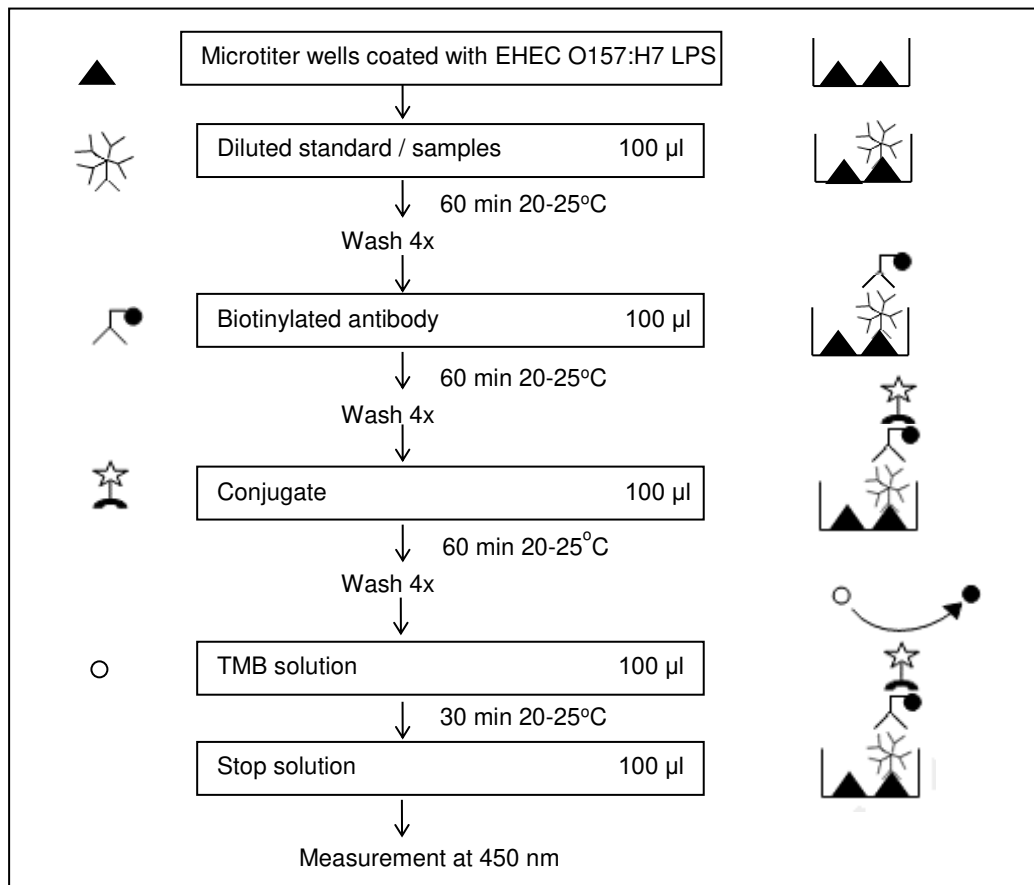 Microtiter wells coated with EHEC O157:H7 LPS
Diluted standard / samples 100 µl
60 min 20-25°C
Wash 4x
Biotinylated antibody 100 µl
60 min 20-25°C
Wash 4x
Conjugate 100 µl
60 min 20-25°C
Wash 4x
TMB solution 100 µl
30 min 20-25°C
Stop solution 100 µl
Measurement at 450 nm